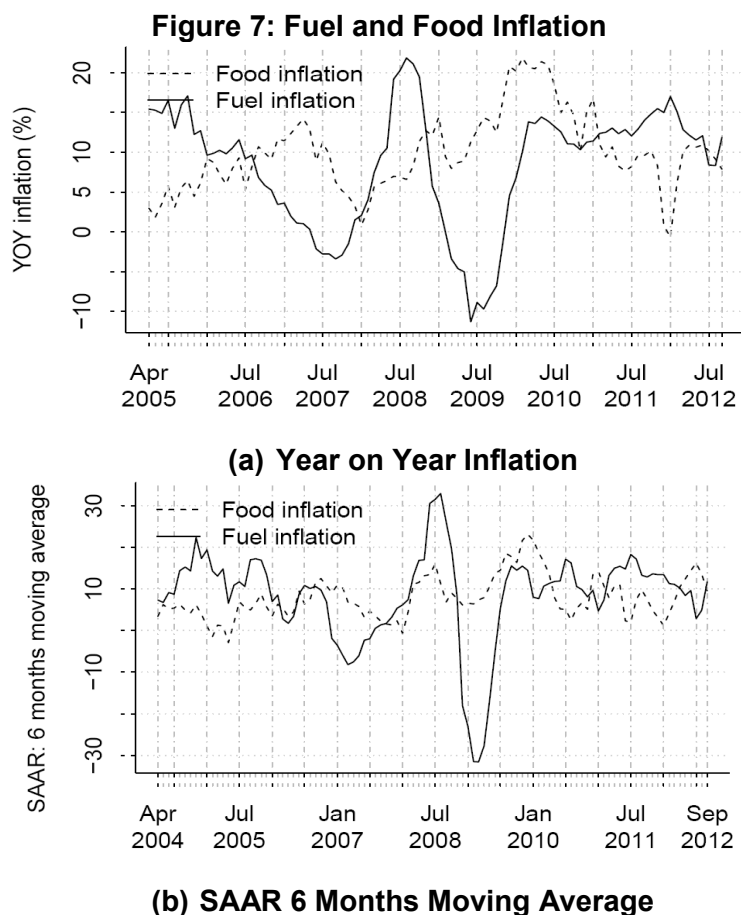 Figure 7: Fuel and Food Inflation
YOY inflation (%)
20
10
5
0
−10
Food inflation
Fuel inflation
Apr 2005
Jul 2006
Jul 2007
Jul 2008
Jul 2009
Jul 2010
Jul 2011
Jul 2012
(a) Year on Year Inflation
SAAR: 6 months moving average
30
10
−10
−30
Food inflation
Fuel inflation
Apr 2004
Jul 2005
Jan 2007
Jul 2008
Jan 2010
Jul 2011
Sep 2012
(b) SAAR 6 Months Moving Average